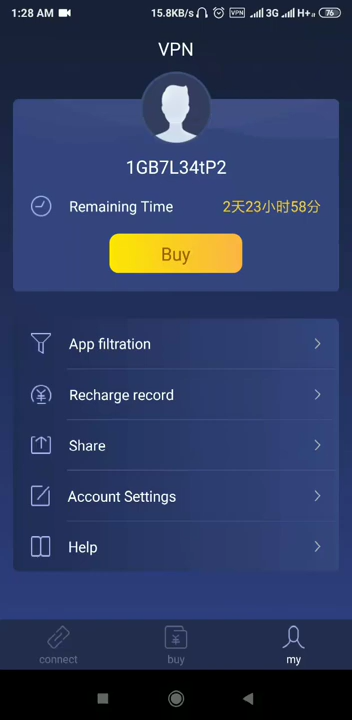 1:28 AM 15.8KB/s VPN 3G H+ 76
VPN
1GB7L34tP2
Remaining Time 2天23小时58分
Buy
App filtration
Recharge record
Share
Account Settings
Help
connect buy my